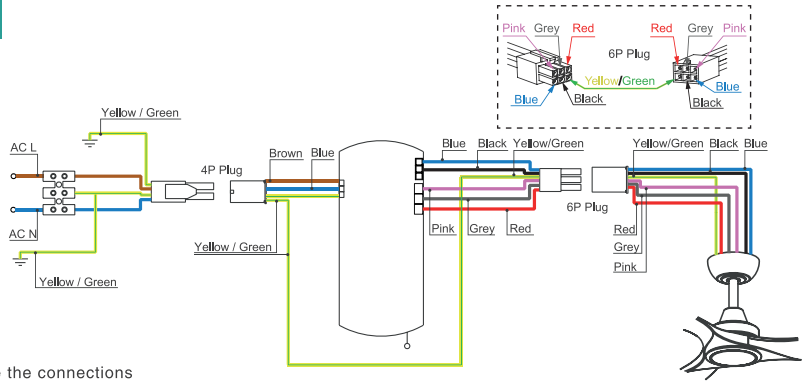 Pink Grey Red Red Grey Pink
6P Plug
Yellow/Green
Blue Black Black Blue
Yellow / Green
AC L
4P Plug
Brown Blue
Blue Black Yellow/Green
Yellow/Green Black Blue
6P Plug
AC N
Yellow / Green
Yellow / Green
Pink Grey Red
Red
Grey
Pink
the connections